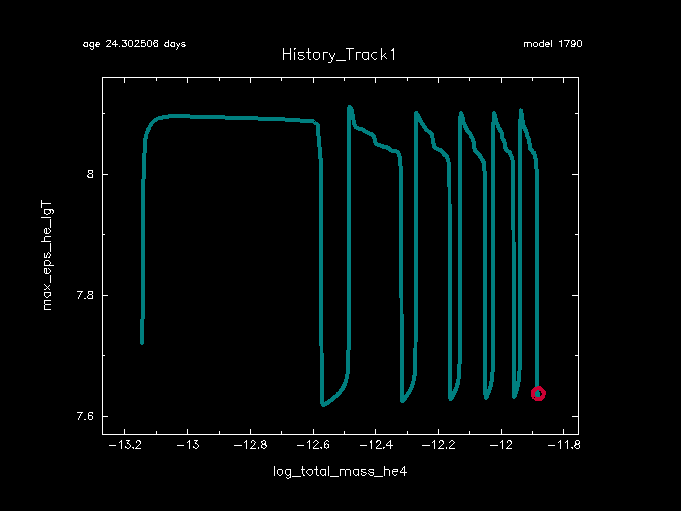 age 24.302506 days
model 1790
History_Track1
max_eps_he_lgT
8
7.8
7.6
−13.2 −13 −12.8 −12.6 −12.4 −12.2 −12 −11.8
log_total_mass_he4